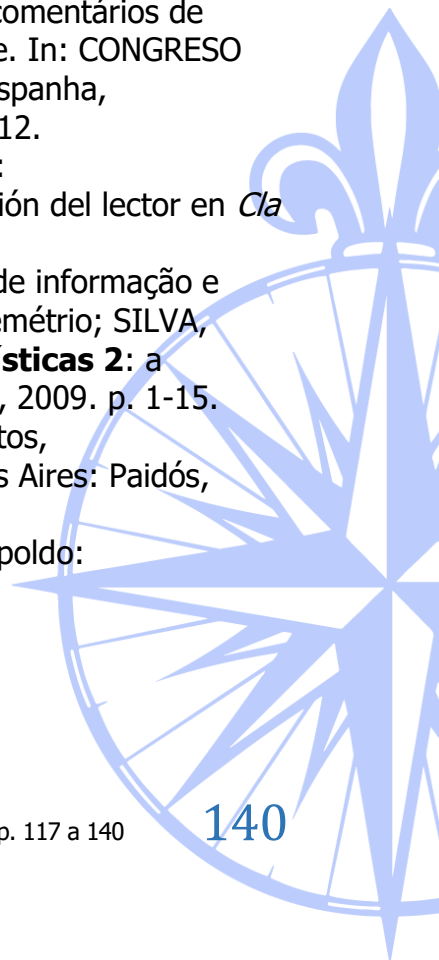 comentários de
e. In: CONGRESO
spanha,
12.
:
ión del lector en Cla
de informação e
emétrio; SILVA,
ísticas 2: a
, 2009. p. 1-15.
tos,
s Aires: Paidós,
poldo:
p. 117 a 140
140